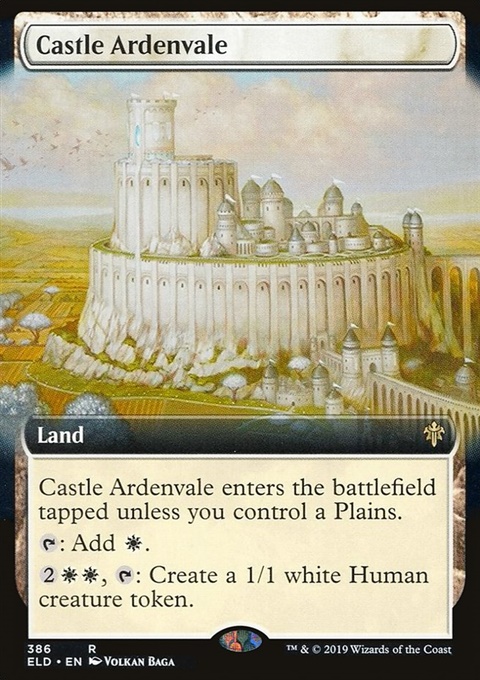 Castle Ardenvale
Land
Castle Ardenvale enters the battlefield
tapped unless you control a Plains.
: Add .
2, : Create a 1/1 white Human
creature token.
386 R
ELD • EN VOLKAN BAGA
™ & © 2019 Wizards of the Coast